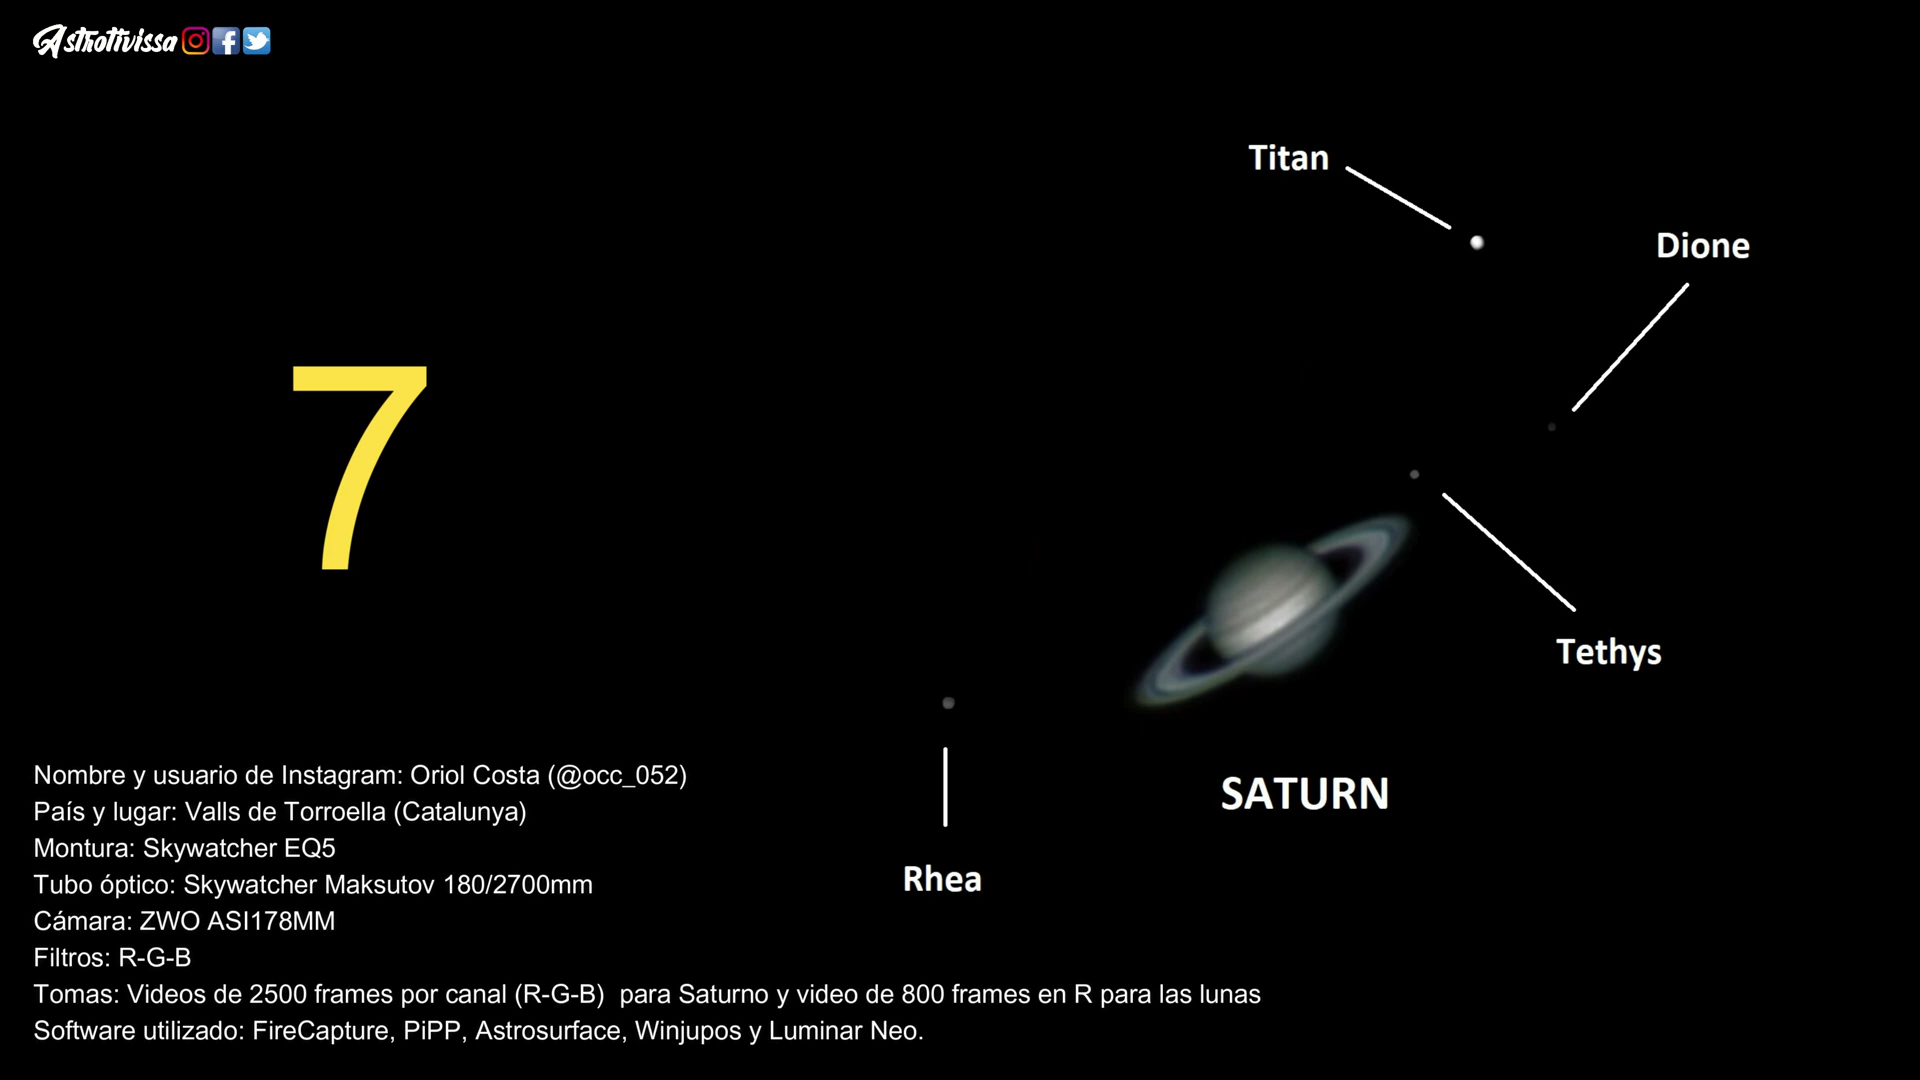 Astrotivissa
Titan
Dione
7
Tethys
SATURN
Rhea
Nombre y usuario de Instagram: Oriol Costa (@occ_052)
País y lugar: Valls de Torroella (Catalunya)
Montura: Skywatcher EQ5
Tubo óptico: Skywatcher Maksutov 180/2700mm
Cámara: ZWO ASI178MM
Filtros: R-G-B
Tomas: Videos de 2500 frames por canal (R-G-B)  para Saturno y video de 800 frames en R para las lunas
Software utilizado: FireCapture, PiPP, Astrosurface, Winjupos y Luminar Neo.